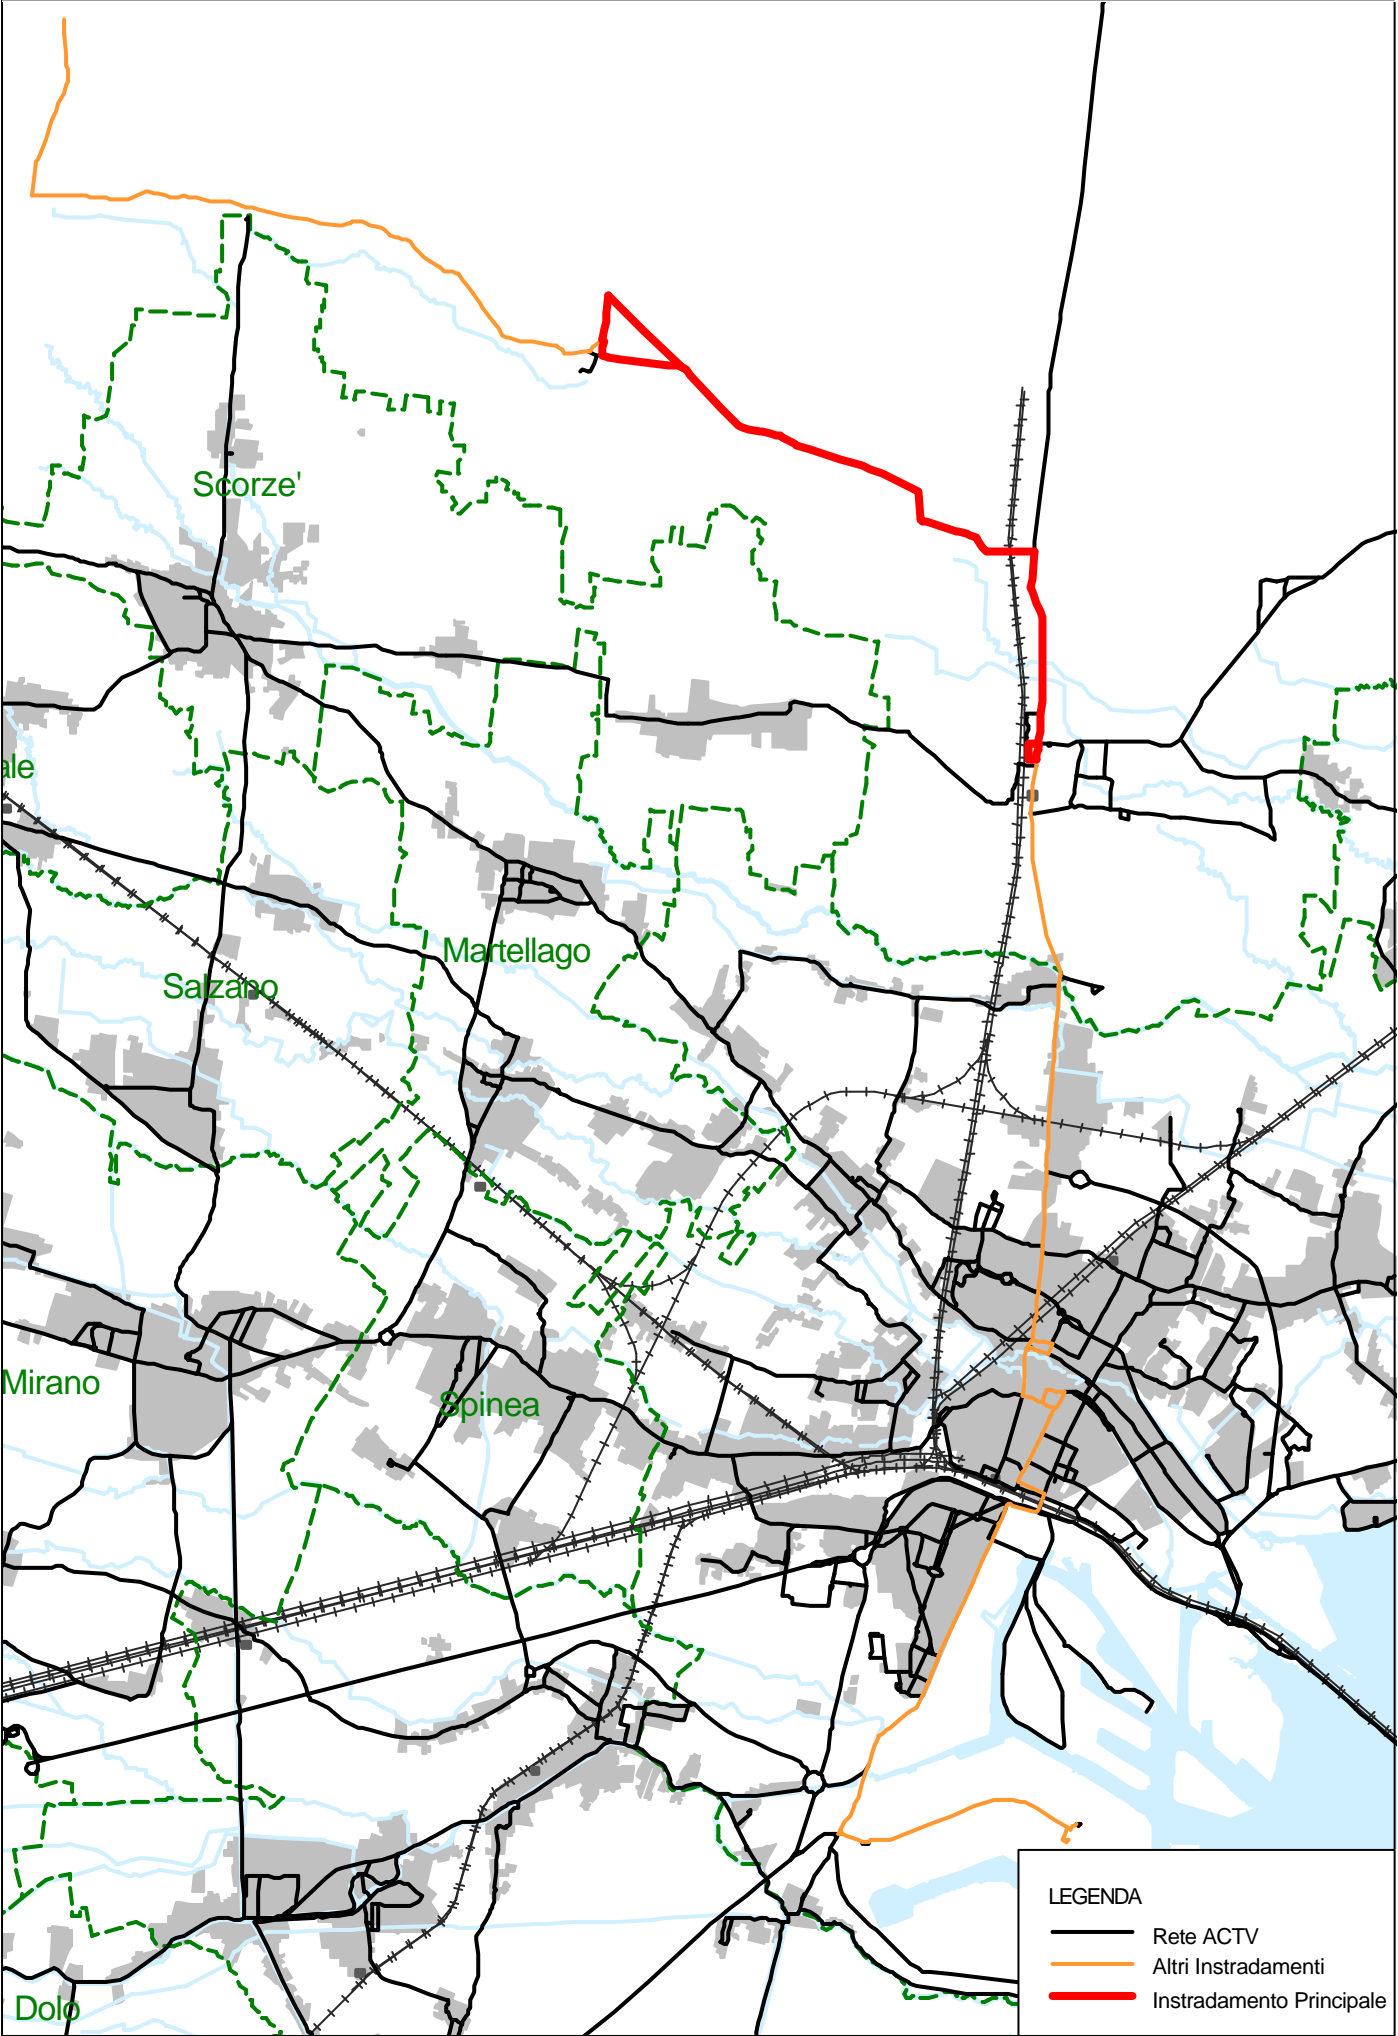 Scorze'
ale
Martellago
Salzano
Mirano
Spinea
Dolo
LEGENDA
Rete ACTV
Altri Instradamenti
Instradamento Principale